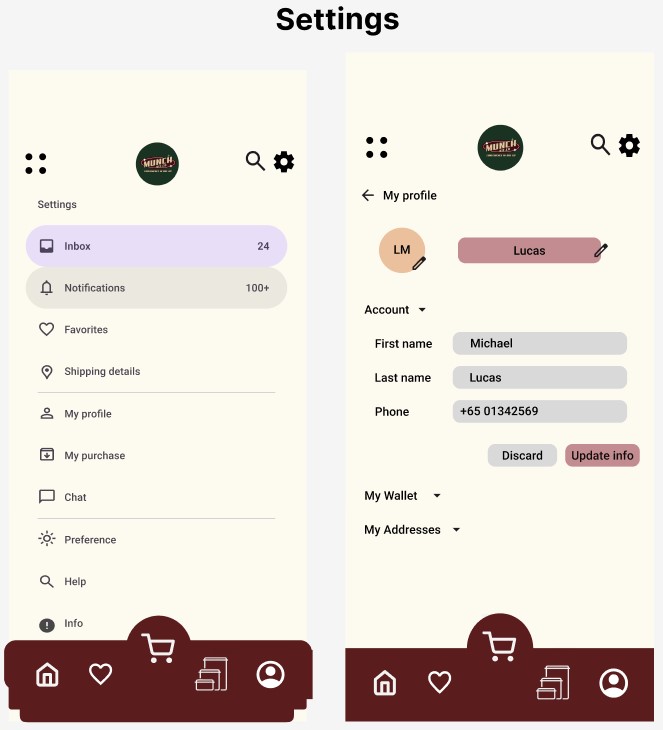 Settings
MUNCH
Settings
Inbox 24
Notifications 100+
Favorites
Shipping details
My profile
My purchase
Chat
Preference
Help
Info
MUNCH
My profile
LM Lucas
Account
First name Michael
Last name Lucas
Phone +65 01342569
Discard Update info
My Wallet
My Addresses